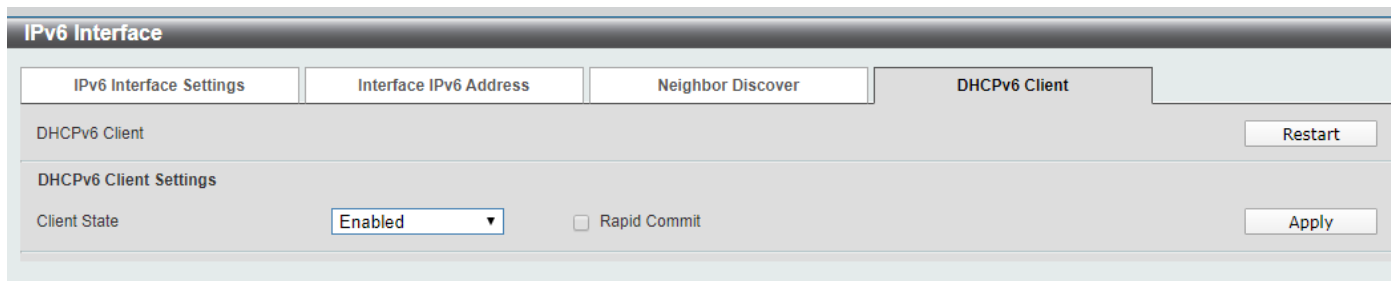 IPv6 Interface
IPv6 Interface Settings Interface IPv6 Address Neighbor Discover DHCPv6 Client
DHCPv6 Client Restart
DHCPv6 Client Settings
Client State Enabled Rapid Commit Apply